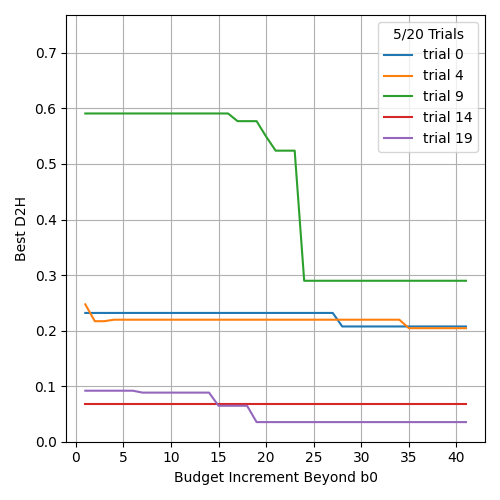 5/20 Trials
trial 0
trial 4
trial 9
trial 14
trial 19
0.7
0.6
0.5
0.4
0.3
0.2
0.1
0.0
Best D2H
0 5 10 15 20 25 30 35 40
Budget Increment Beyond b0